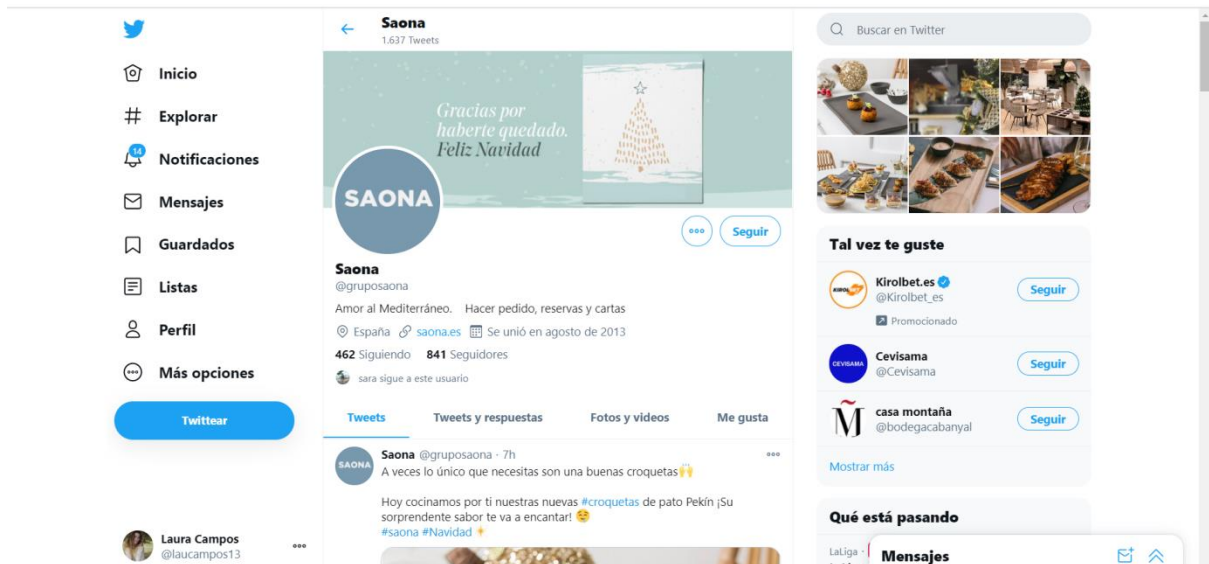 Inicio
Explorar
14
Notificaciones
Mensajes
Guardados
Listas
Perfil
Más opciones
Twittear
Laura Campos
@laucampos13
Saona
1.637 Tweets
Gracias por
haberte quedado.
Feliz Navidad
SAONA
Seguir
Saona
@gruposaona
Amor al Mediterráneo. Hacer pedido, reservas y cartas
España saona.es Se unió en agosto de 2013
462 Siguiendo 841 Seguidores
sara sigue a este usuario
Tweets Tweets y respuestas Fotos y videos Me gusta
SAONA
Saona @gruposaona · 7h
A veces lo único que necesitas son una buenas croquetas🙌
Hoy cocinamos por ti nuestras nuevas #croquetas de pato Pekín ¡Su
sorprendente sabor te va a encantar! 😋
#saona #Navidad
Buscar en Twitter
Tal vez te guste
Kirolbet.es
@Kirolbet_es
Seguir
Promocionado
CEVISAMA
Cevisama
@Cevisama
Seguir
casa montaña
@bodegacabanyal
Seguir
Mostrar más
Qué está pasando
LaLiga ·
Mensajes